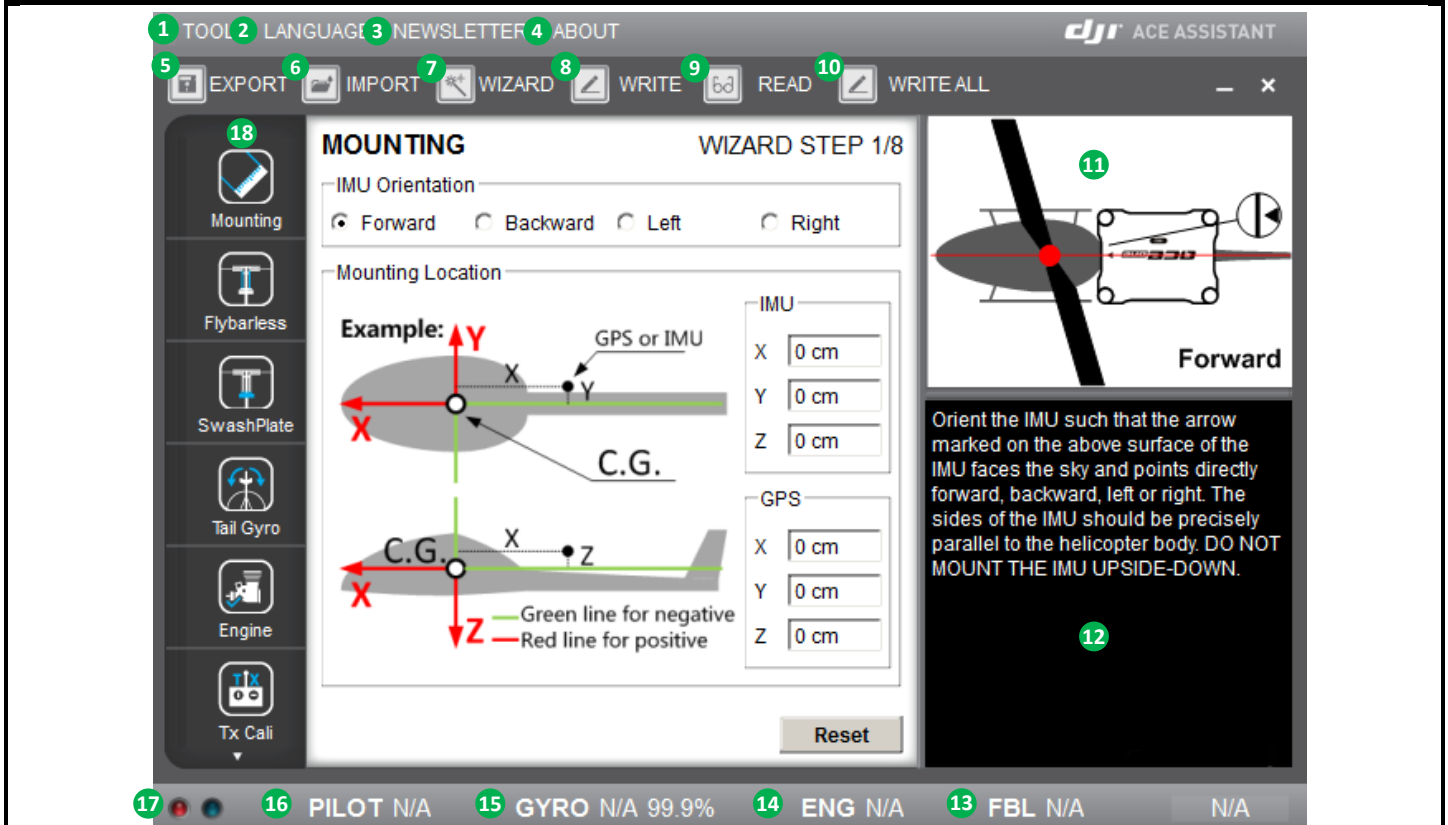 1 TOOL 2 LANGUAGE 3 NEWSLETTER 4 ABOUT dji ACE ASSISTANT
5 EXPORT 6 IMPORT 7 WIZARD 8 WRITE 9 READ 10 WRITE ALL
18
Mounting
Flybarless
SwashPlate
Tail Gyro
Engine
TX
Tx Cali
MOUNTING WIZARD STEP 1/8
IMU Orientation
Forward Backward Left Right
Mounting Location
Example:
Y
GPS or IMU
X
Y
X
C.G.
C.G.
X
Z
X
Z
Green line for negative
Red line for positive
IMU
X 0 cm
Y 0 cm
Z 0 cm
GPS
X 0 cm
Y 0 cm
Z 0 cm
Reset
11
Forward
Orient the IMU such that the arrow
marked on the above surface of the
IMU faces the sky and points directly
forward, backward, left or right. The
sides of the IMU should be precisely
parallel to the helicopter body. DO NOT
MOUNT THE IMU UPSIDE-DOWN.
12
17 16 PILOT N/A 15 GYRO N/A 99.9% 14 ENG N/A 13 FBL N/A N/A